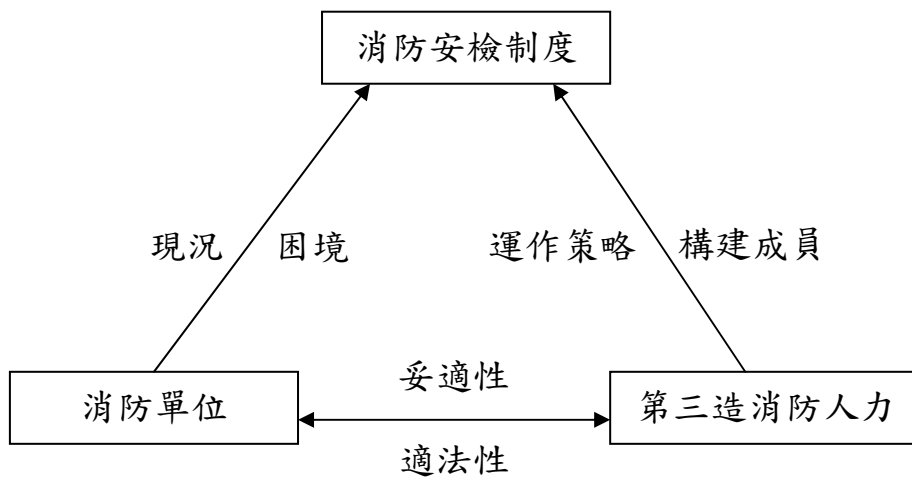 消防安檢制度
現況
困境
運作策略
構建成員
妥適性
消防單位
第三造消防人力
適法性